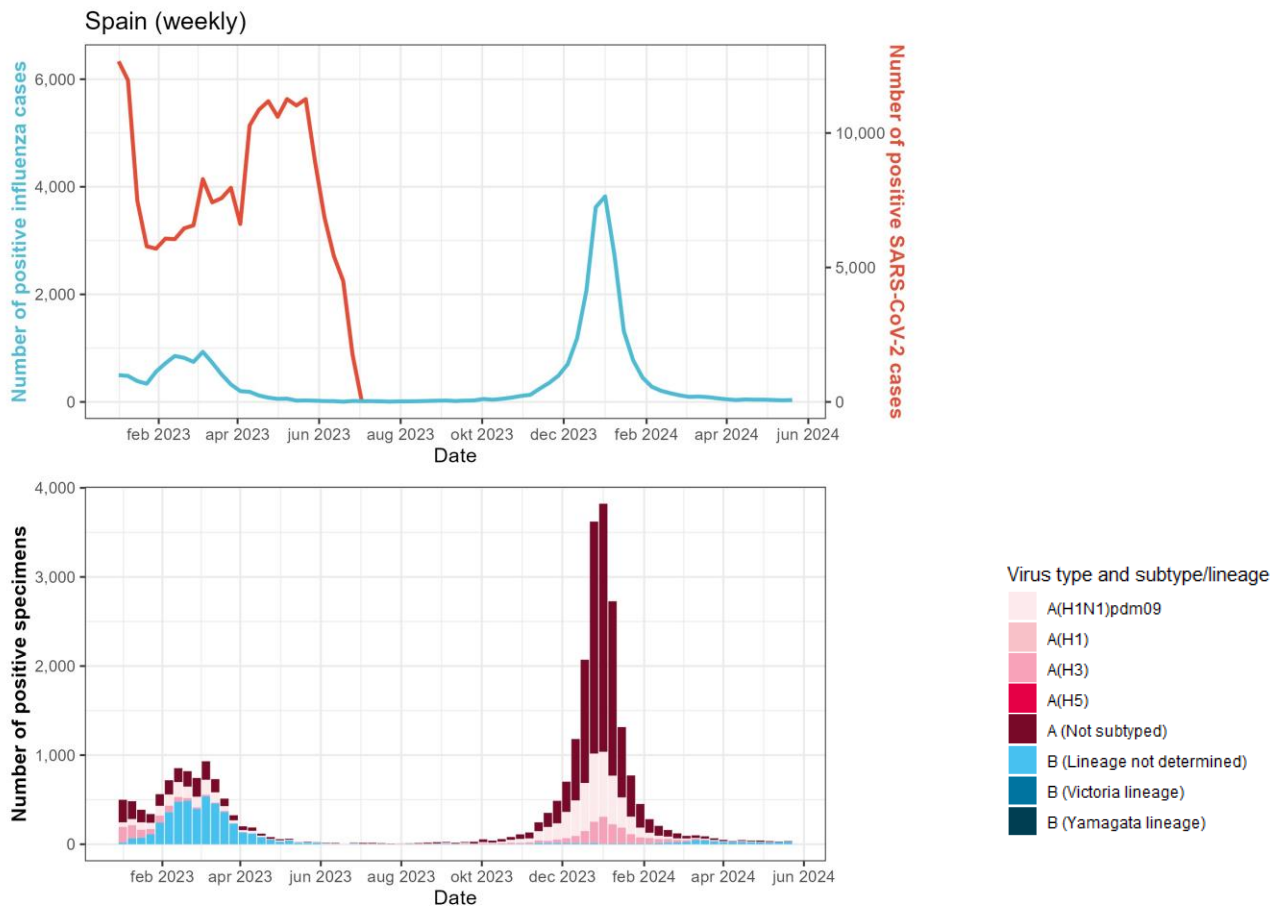 Spain (weekly)
Number of positive influenza cases
6,000
4,000
2,000
0
Number of positive SARS-CoV-2 cases
10,000
5,000
0
feb 2023 apr 2023 jun 2023 aug 2023 okt 2023 dec 2023 feb 2024 apr 2024 jun 2024
Date
Number of positive specimens
4,000
3,000
2,000
1,000
0
feb 2023 apr 2023 jun 2023 aug 2023 okt 2023 dec 2023 feb 2024 apr 2024 jun 2024
Date
Virus type and subtype/lineage
A(H1N1)pdm09
A(H1)
A(H3)
A(H5)
A (Not subtyped)
B (Lineage not determined)
B (Victoria lineage)
B (Yamagata lineage)